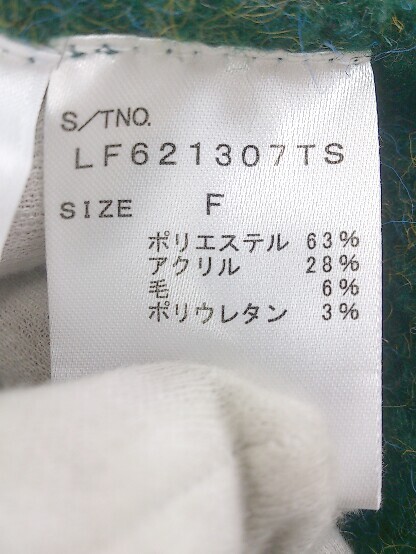 S/TNO.
LF621307TS
SIZE F
ポリエステル 63%
アクリル 28%
毛 6%
ポリウレタン 3%